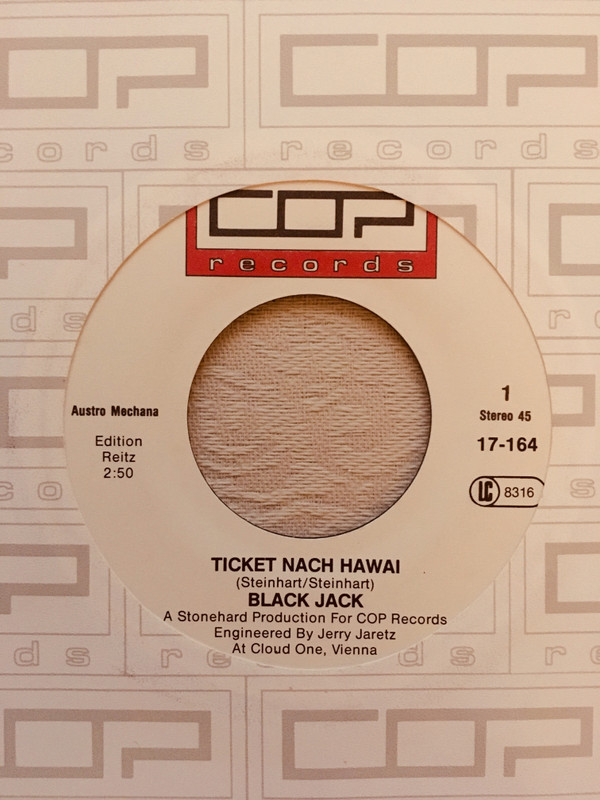 COP
records
Austro Mechana
Edition
Reitz
2:50
1
Stereo 45
17-164
LC 8316
TICKET NACH HAWAI
(Steinhart/Steinhart)
BLACK JACK
A Stonehard Production For COP Records
Engineered By Jerry Jaretz
At Cloud One, Vienna